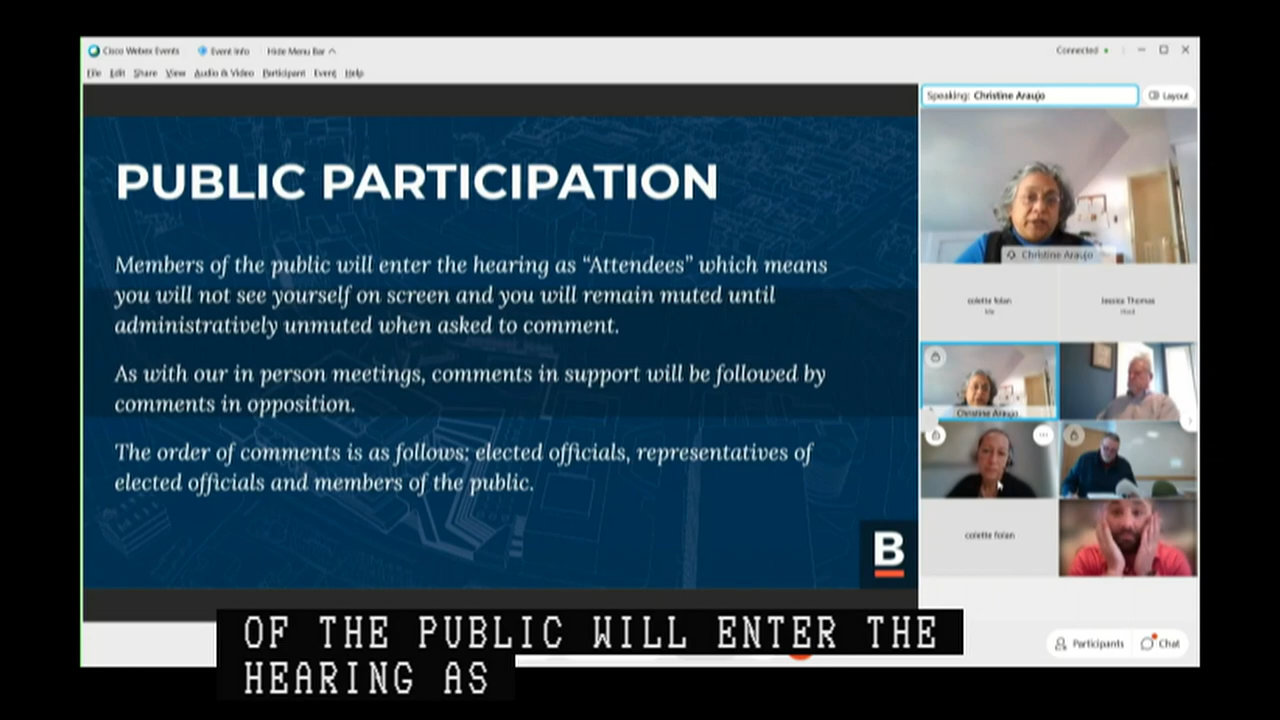 Cisco Webex Events
Event Info
Hide Menu Bar
Connected
File Edit Share View Audio & Video Participant Event Help
Speaking: Christine Araujo
Layout
PUBLIC PARTICIPATION
Members of the public will enter the hearing as “Attendees” which means
you will not see yourself on screen and you will remain muted until
administratively unmuted when asked to comment.
As with our in person meetings, comments in support will be followed by
comments in opposition.
The order of comments is as follows: elected officials, representatives of
elected officials and members of the public.
B
Christine Araujo
colette folan
Me
Jessica Thomas
Host
Christine Araujo
colette folan
Participants
Chat
OF THE PUBLIC WILL ENTER THE
HEARING AS